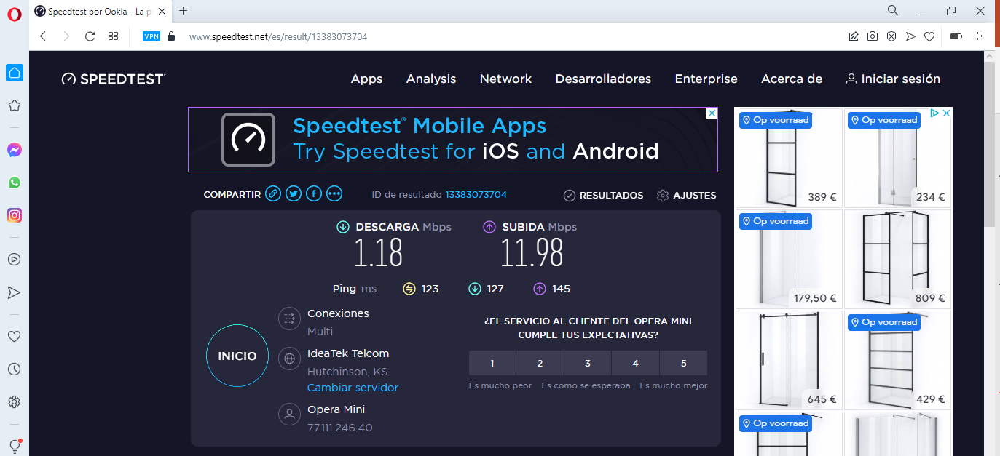 Speedtest por Ookla - La p
VPN
www.speedtest.net/es/result/13383073704
SPEEDTEST
Apps
Analysis
Network
Desarrolladores
Enterprise
Acerca de
Iniciar sesión
Speedtest® Mobile Apps
Try Speedtest for iOS and Android
COMPARTIR
ID de resultado 13383073704
RESULTADOS
AJUSTES
DESCARGA Mbps
1.18
SUBIDA Mbps
11.98
Ping ms
123
127
145
INICIO
Conexiones
Multi
IdeaTek Telcom
Hutchinson, KS
Cambiar servidor
Opera Mini
77.111.246.40
¿EL SERVICIO AL CLIENTE DEL OPERA MINI
CUMPLE TUS EXPECTATIVAS?
1
2
3
4
5
Es mucho peor
Es como se esperaba
Es mucho mejor
Op voorraad
389 €
Op voorraad
234 €
Op voorraad
179,50 €
809 €
645 €
Op voorraad
429 €
Op voorraad